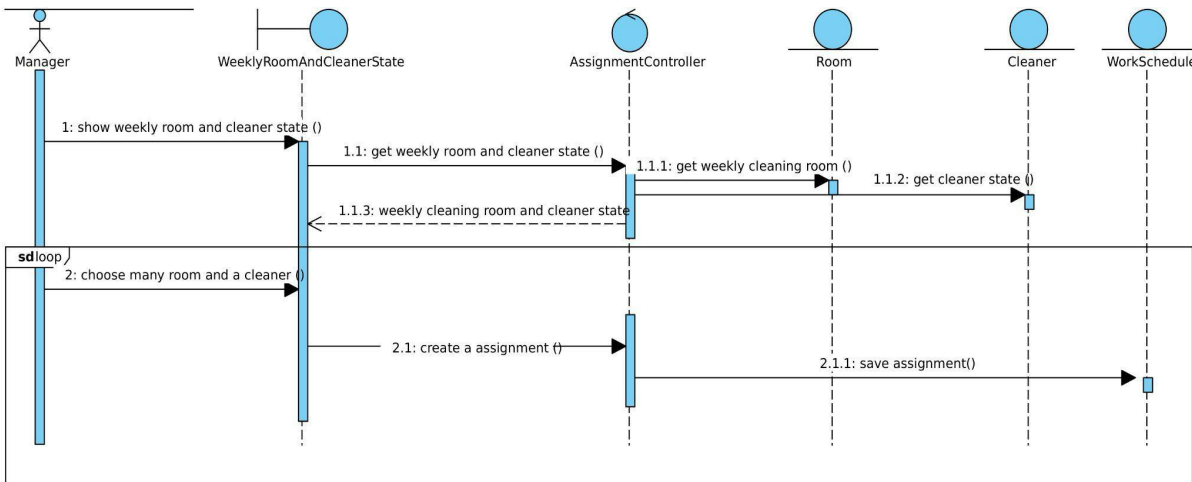 Manager
WeeklyRoomAndCleanerState
AssignmentController
Room
Cleaner
WorkSchedule
1: show weekly room and cleaner state ()
1.1: get weekly room and cleaner state ()
1.1.1: get weekly cleaning room ()
1.1.2: get cleaner state ()
1.1.3: weekly cleaning room and cleaner state
sd loop
2: choose many room and a cleaner ()
2.1: create a assignment ()
2.1.1: save assignment()